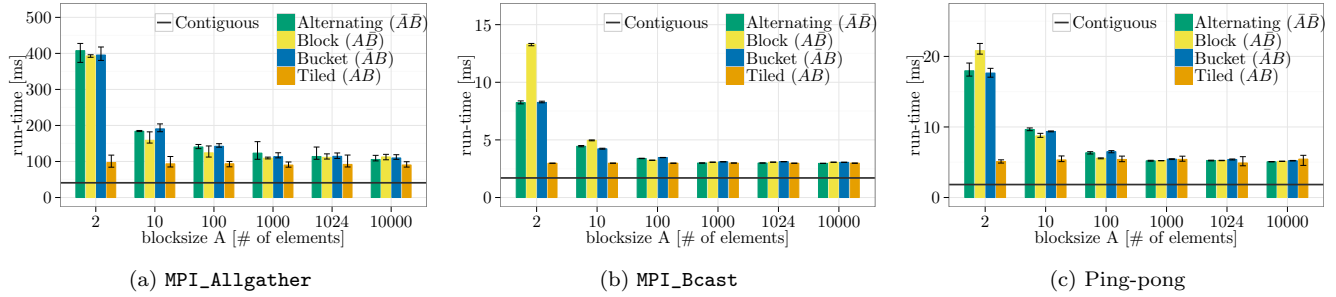 Contiguous
Alternating (ĀB̄)
Block (AB̄)
Bucket (ĀB)
Tiled (AB)
run-time [ms]
500
400
300
200
100
0
2 10 100 1000 1024 10000
blocksize A [# of elements]
(a) MPI_Allgather
Contiguous
Alternating (ĀB̄)
Block (AB̄)
Bucket (ĀB)
Tiled (AB)
run-time [ms]
15
10
5
0
2 10 100 1000 1024 10000
blocksize A [# of elements]
(b) MPI_Bcast
Contiguous
Alternating (ĀB̄)
Block (AB̄)
Bucket (ĀB)
Tiled (AB)
run-time [ms]
20
10
0
2 10 100 1000 1024 10000
blocksize A [# of elements]
(c) Ping-pong